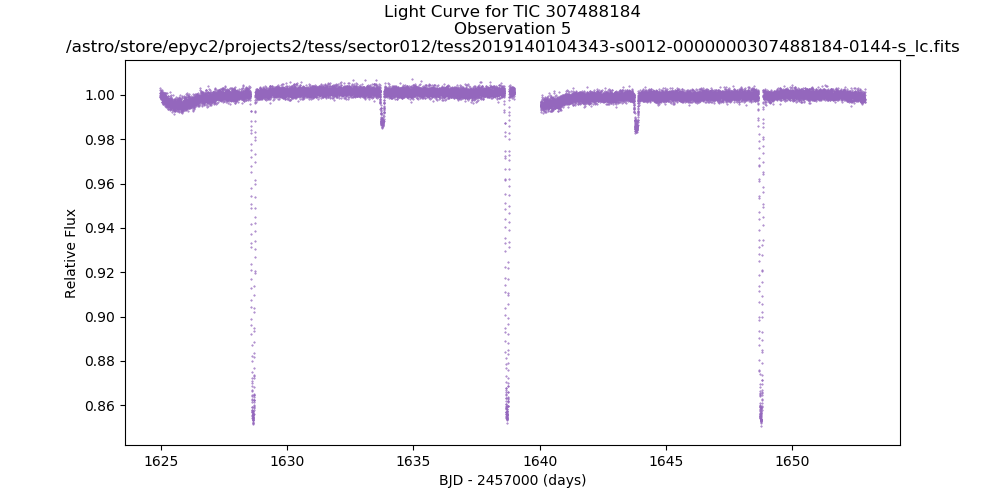 Light Curve for TIC 307488184
Observation 5
/astro/store/epyc2/projects2/tess/sector012/tess2019140104343-s0012-0000000307488184-0144-s_lc.fits
1.00
0.98
0.96
0.94
0.92
0.90
0.88
0.86
Relative Flux
1625
1630
1635
1640
1645
1650
BJD - 2457000 (days)